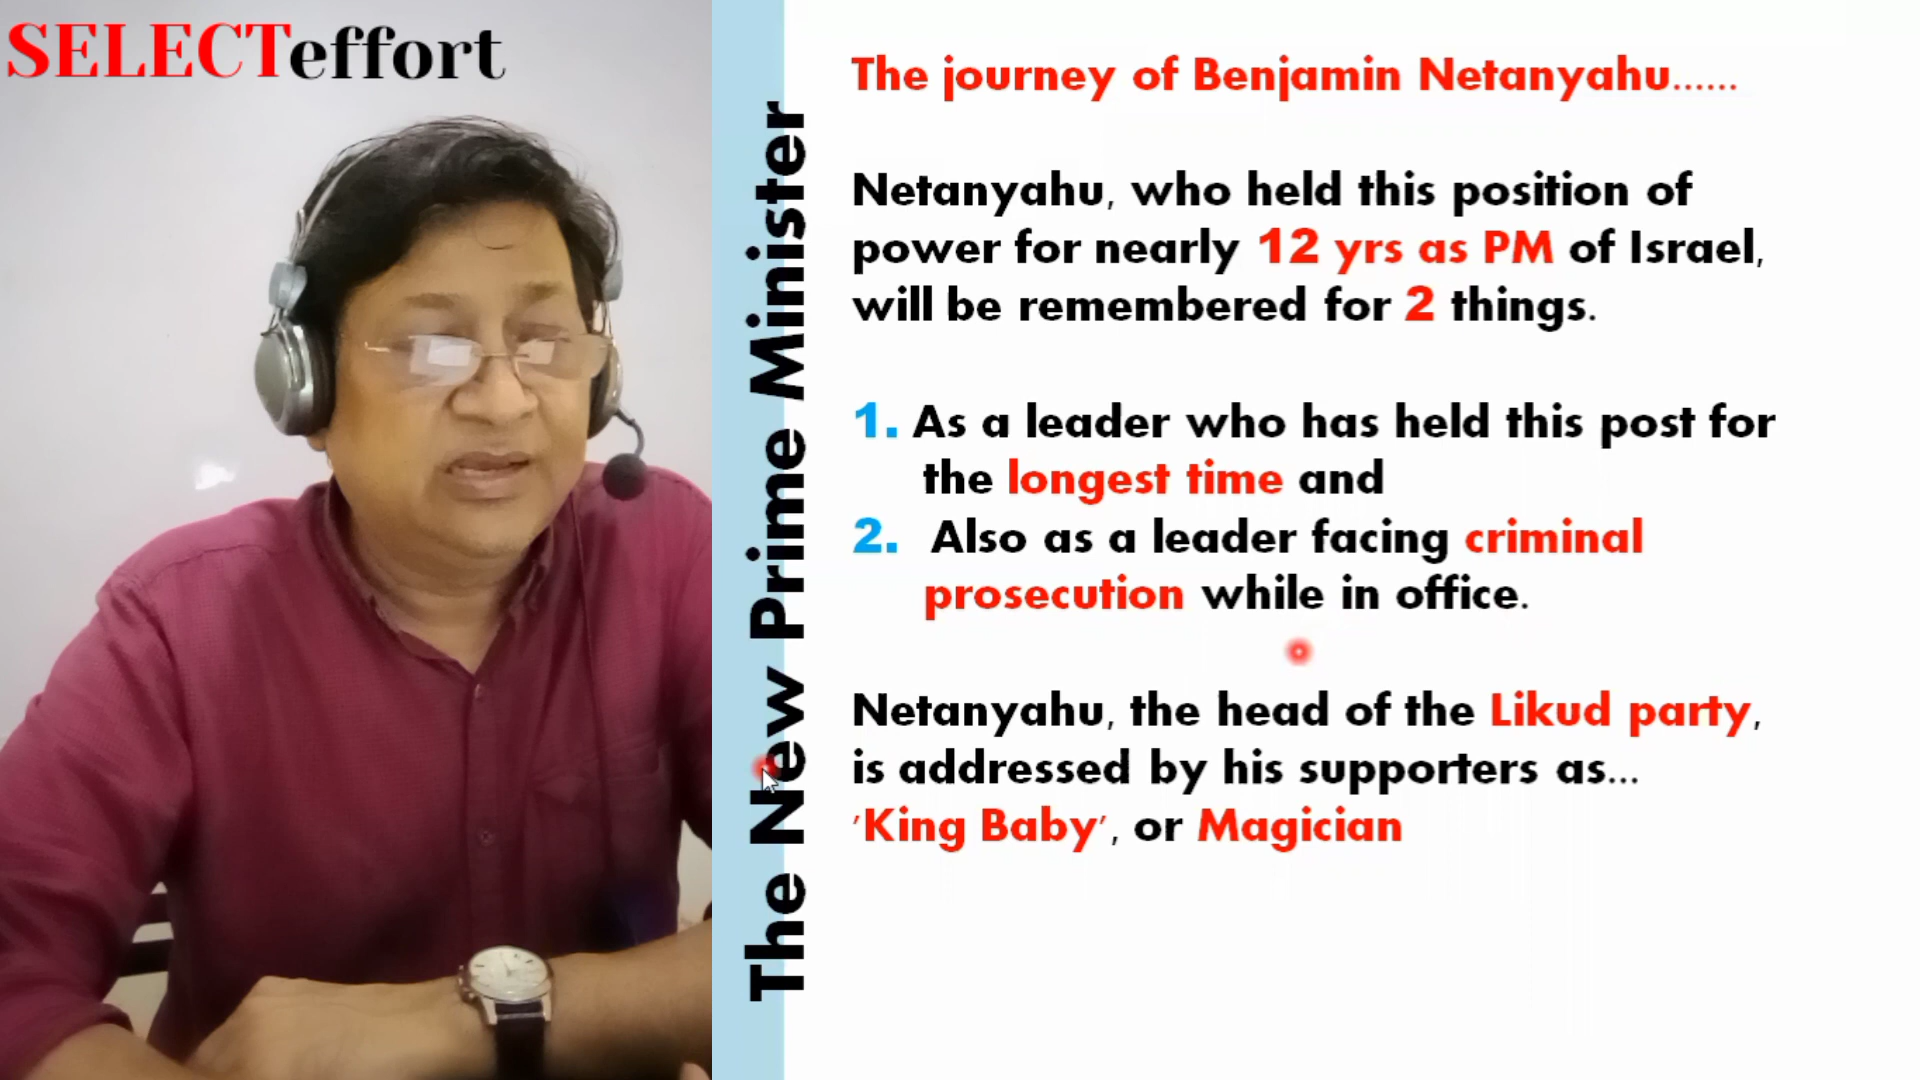 SELECTeffort
The New Prime Minister
The journey of Benjamin Netanyahu......
Netanyahu, who held this position of
power for nearly 12 yrs as PM of Israel,
will be remembered for 2 things.
1. As a leader who has held this post for
the longest time and
2. Also as a leader facing criminal
prosecution while in office.
Netanyahu, the head of the Likud party,
is addressed by his supporters as...
'King Baby', or Magician